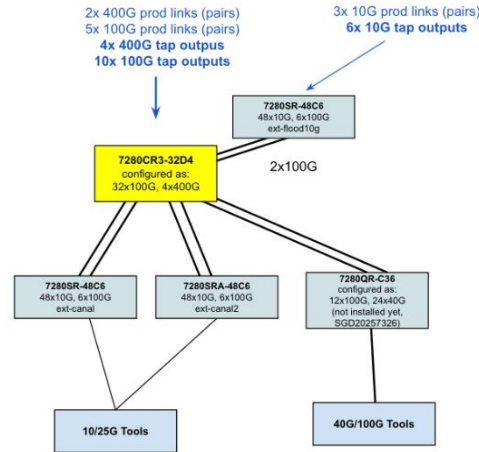 2x 400G prod links (pairs)
5x 100G prod links (pairs)
4x 400G tap outpus
10x 100G tap outputs
3x 10G prod links (pairs)
6x 10G tap outputs
7280SR-48C6
48x10G, 6x100G
ext-flood10g
7280CR3-32D4
configured as:
32x100G, 4x400G
2x100G
7280SR-48C6
48x10G, 6x100G
ext-canal
7280SRA-48C6
48x10G, 6x100G
ext-canal2
7280QR-C36
configured as:
12x100G, 24x40G
(not installed yet,
SGD20257326)
10/25G Tools
40G/100G Tools